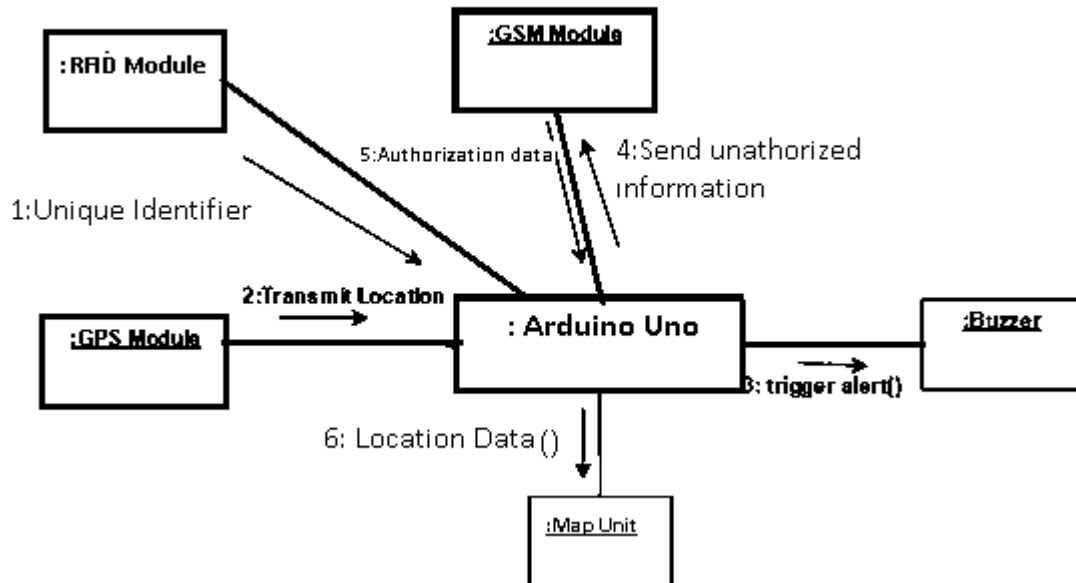 :GSM Module
:RFID Module
5:Authorization data
4:Send unathorized
information
1:Unique Identifier
2:Transmit Location
:GPS Module
: Arduino Uno
:Buzzer
3: trigger alert()
6: Location Data ()
:Map Unit